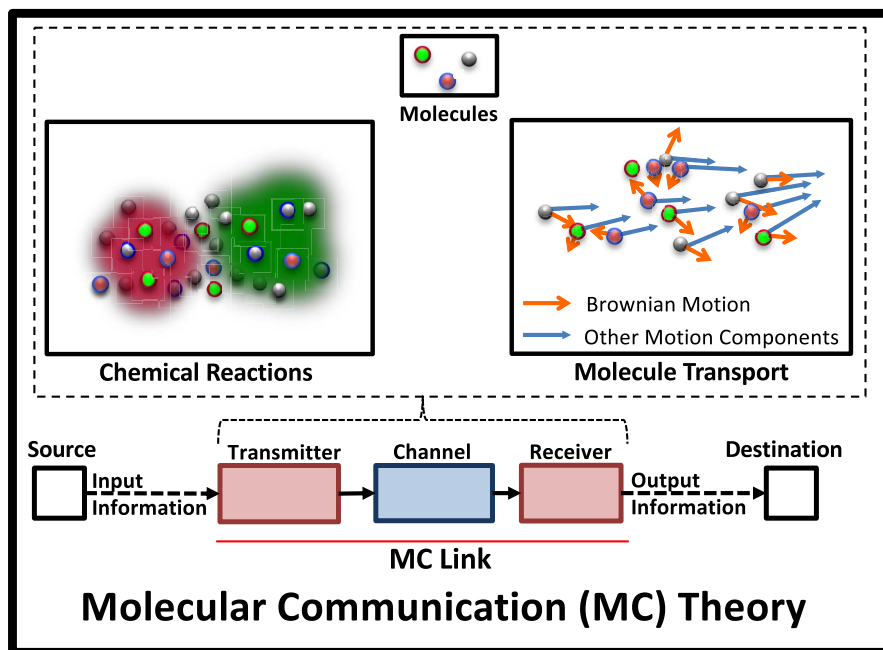 Molecules
Chemical Reactions
Brownian Motion
Other Motion Components
Molecule Transport
Source
Transmitter
Channel
Receiver
Destination
Input
Information
Output
Information
MC Link
Molecular Communication (MC) Theory